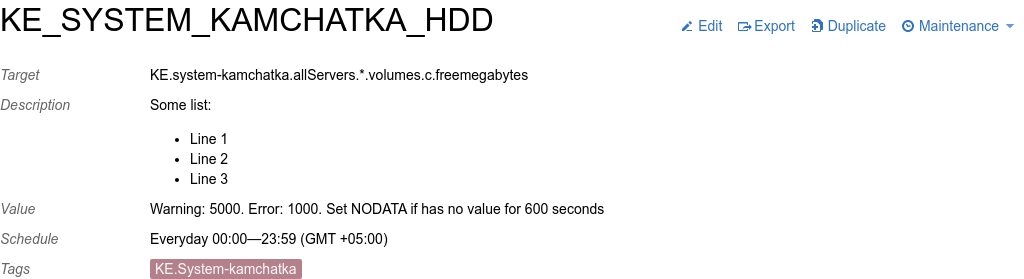 KE_SYSTEM_KAMCHATKA_HDD
Edit Export Duplicate Maintenance
Target KE.system-kamchatka.allServers.*.volumes.c.freemegabytes
Description Some list:
• Line 1
• Line 2
• Line 3
Value Warning: 5000. Error: 1000. Set NODATA if has no value for 600 seconds
Schedule Everyday 00:00—23:59 (GMT +05:00)
Tags KE.System-kamchatka